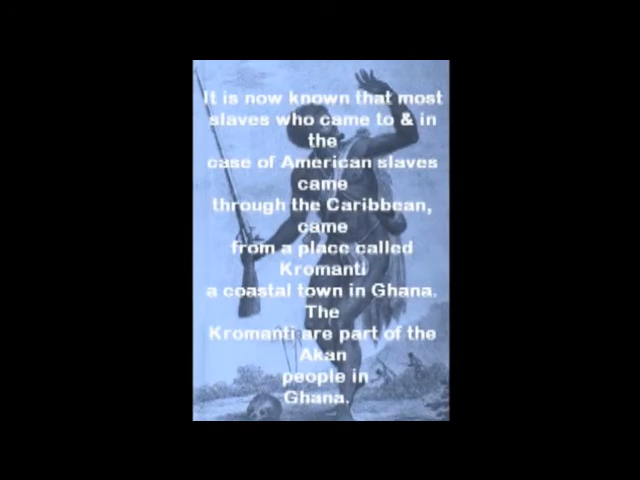 It is now known that most
slaves who came to & in
the
case of American slaves
came
through the Caribbean,
came
from a place called
Kromanti
a coastal town in Ghana.
The
Kromanti are part of the
Akan
people in
Ghana.